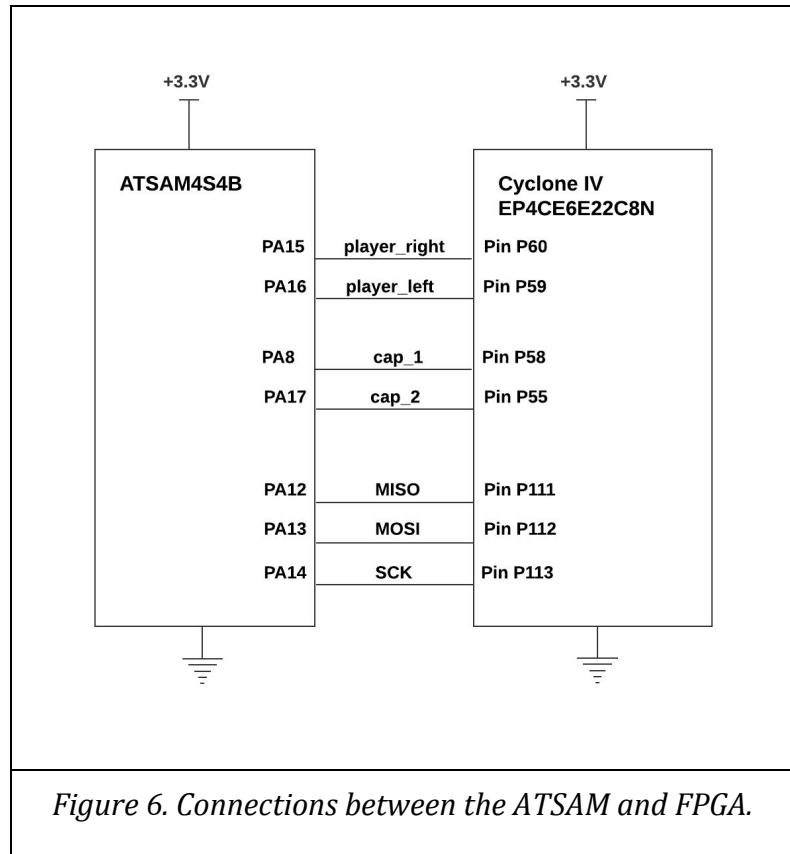 +3.3V +3.3V
ATSAM4S4B
Cyclone IV
EP4CE6E22C8N
PA15 player_right Pin P60
PA16 player_left Pin P59
PA8 cap_1 Pin P58
PA17 cap_2 Pin P55
PA12 MISO Pin P111
PA13 MOSI Pin P112
PA14 SCK Pin P113
Figure 6. Connections between the ATSAM and FPGA.